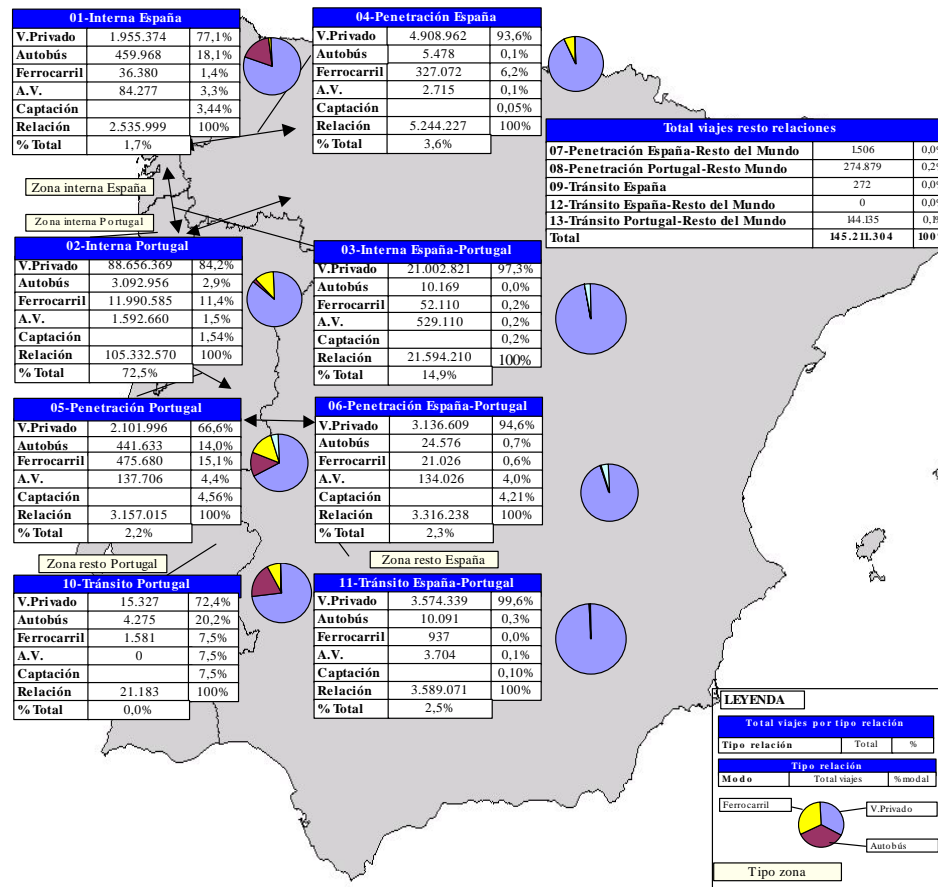 01-Interna España
V.Privado 1.955.374 77,1%
Autobús 459.968 18,1%
Ferrocarril 36.380 1,4%
A.V. 84.277 3,3%
Captación 3,44%
Relación 2.535.999 100%
% Total 1,7%
04-Penetración España
V.Privado 4.908.962 93,6%
Autobús 5.478 0,1%
Ferrocarril 327.072 6,2%
A.V. 2.715 0,1%
Captación 0,05%
Relación 5.244.227 100%
% Total 3,6%
Total viajes resto relaciones
07-Penetración España-Resto del Mundo 1.506 0,0%
08-Penetración Portugal-Resto Mundo 274.879 0,2%
09-Tránsito España 272 0,0%
12-Tránsito España-Resto del Mundo 0 0,0%
13-Tránsito Portugal-Resto del Mundo 144.135 0,1%
Total 145.211.304 100%
Zona interna España
Zona interna Portugal
02-Interna Portugal
V.Privado 88.656.369 84,2%
Autobús 3.092.956 2,9%
Ferrocarril 11.990.585 11,4%
A.V. 1.592.660 1,5%
Captación 1,54%
Relación 105.332.570 100%
% Total 72,5%
03-Interna España-Portugal
V.Privado 21.002.821 97,3%
Autobús 10.169 0,0%
Ferrocarril 52.110 0,2%
A.V. 529.110 0,2%
Captación 0,2%
Relación 21.594.210 100%
% Total 14,9%
05-Penetración Portugal
V.Privado 2.101.996 66,6%
Autobús 441.633 14,0%
Ferrocarril 475.680 15,1%
A.V. 137.706 4,4%
Captación 4,56%
Relación 3.157.015 100%
% Total 2,2%
06-Penetración España-Portugal
V.Privado 3.136.609 94,6%
Autobús 24.576 0,7%
Ferrocarril 21.026 0,6%
A.V. 134.026 4,0%
Captación 4,21%
Relación 3.316.238 100%
% Total 2,3%
Zona resto Portugal
Zona resto España
10-Tránsito Portugal
V.Privado 15.327 72,4%
Autobús 4.275 20,2%
Ferrocarril 1.581 7,5%
A.V. 0 7,5%
Captación 7,5%
Relación 21.183 100%
% Total 0,0%
11-Tránsito España-Portugal
V.Privado 3.574.339 99,6%
Autobús 10.091 0,3%
Ferrocarril 937 0,0%
A.V. 3.704 0,1%
Captación 0,10%
Relación 3.589.071 100%
% Total 2,5%
LEYENDA
Total viajes por tipo relación
Tipo relación Total %
Tipo relación
Modo Total viajes % modal
Ferrocarril
V.Privado
Autobús
Tipo zona